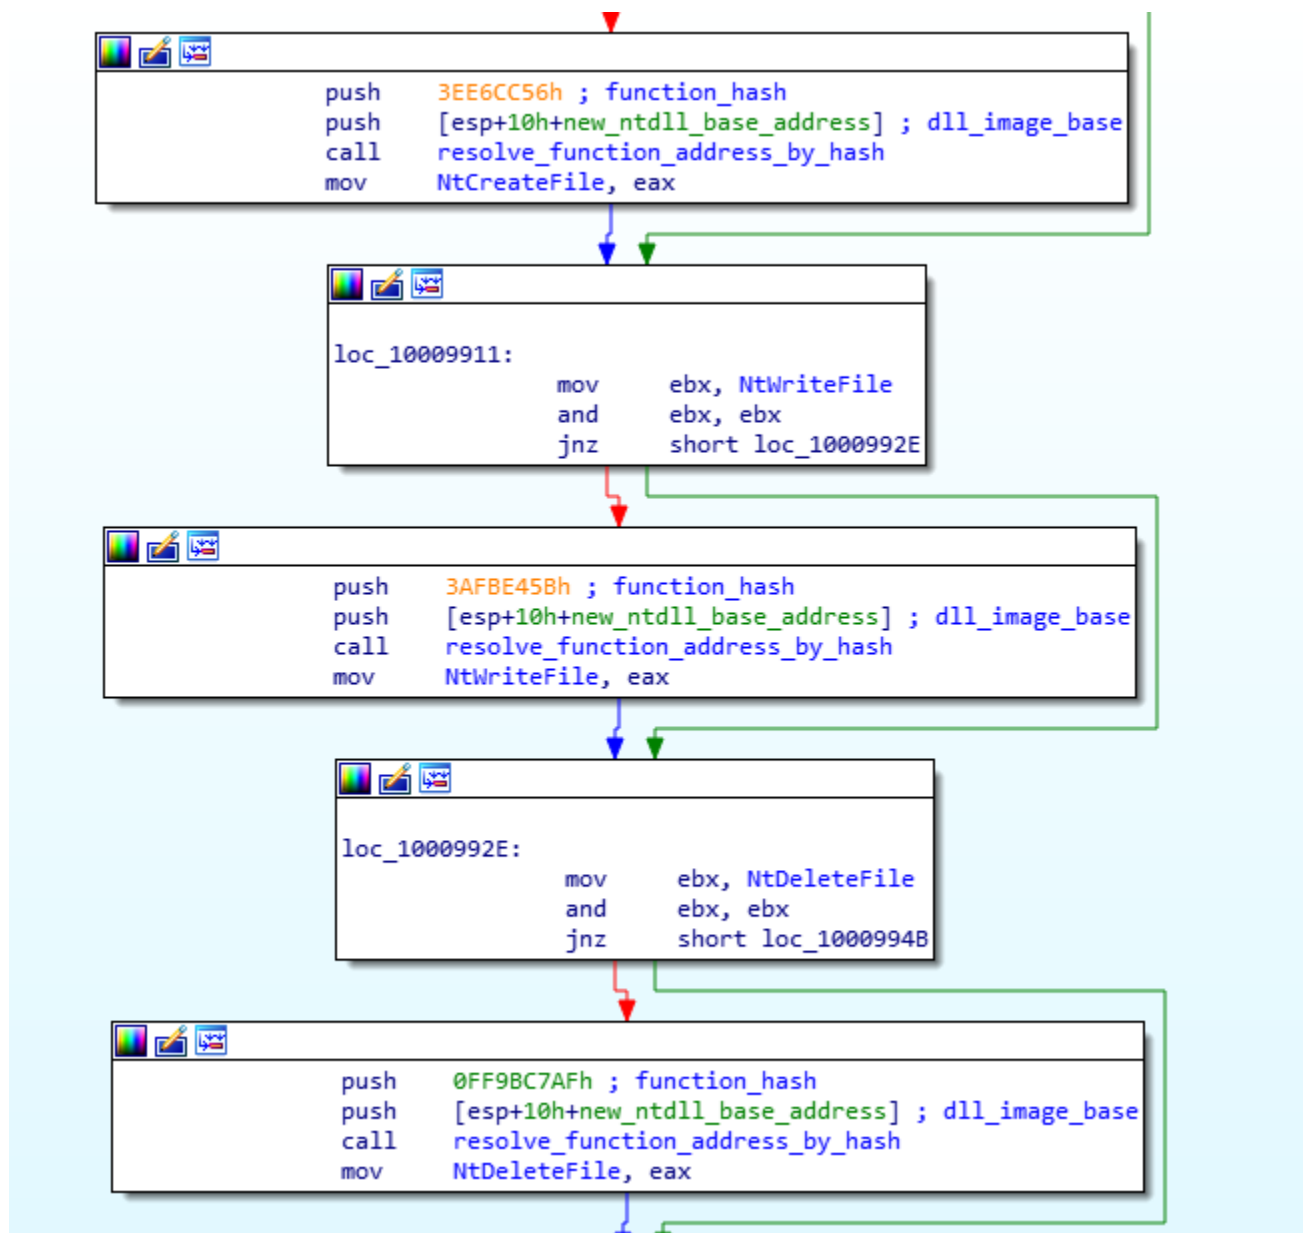 push 3EE6CC56h ; function_hash
push [esp+10h+new_ntdll_base_address] ; dll_image_base
call resolve_function_address_by_hash
mov NtCreateFile, eax
loc_10009911:
mov ebx, NtWriteFile
and ebx, ebx
jnz short loc_1000992E
push 3AFBE45Bh ; function_hash
push [esp+10h+new_ntdll_base_address] ; dll_image_base
call resolve_function_address_by_hash
mov NtWriteFile, eax
loc_1000992E:
mov ebx, NtDeleteFile
and ebx, ebx
jnz short loc_1000994B
push 0FF9BC7AFh ; function_hash
push [esp+10h+new_ntdll_base_address] ; dll_image_base
call resolve_function_address_by_hash
mov NtDeleteFile, eax